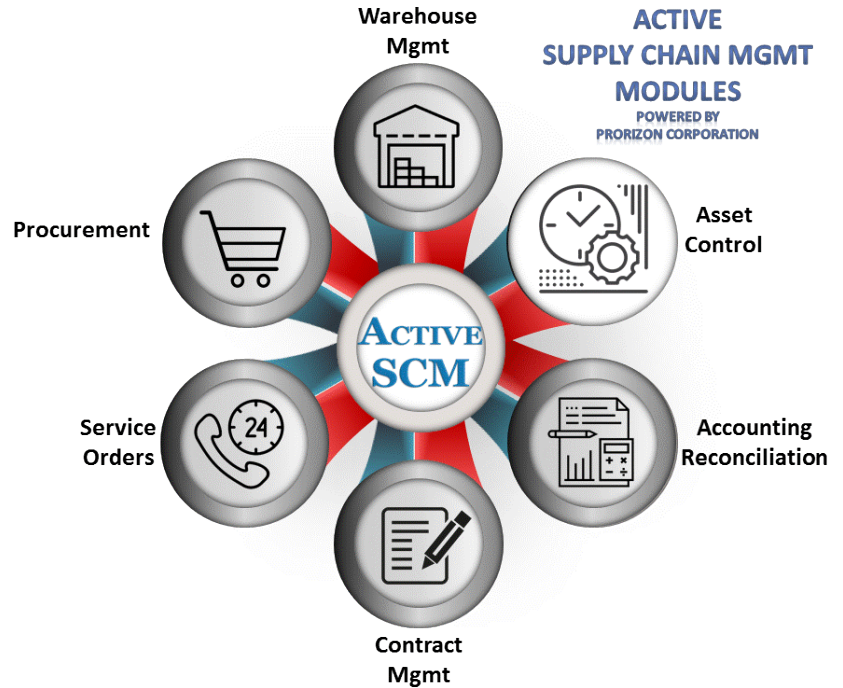 Warehouse
Mgmt
ACTIVE
SUPPLY CHAIN MGMT
MODULES
POWERED BY
PRORIZON CORPORATION
Procurement
Asset
Control
ACTIVE
SCM
Service
Orders
24
Accounting
Reconciliation
Contract
Mgmt